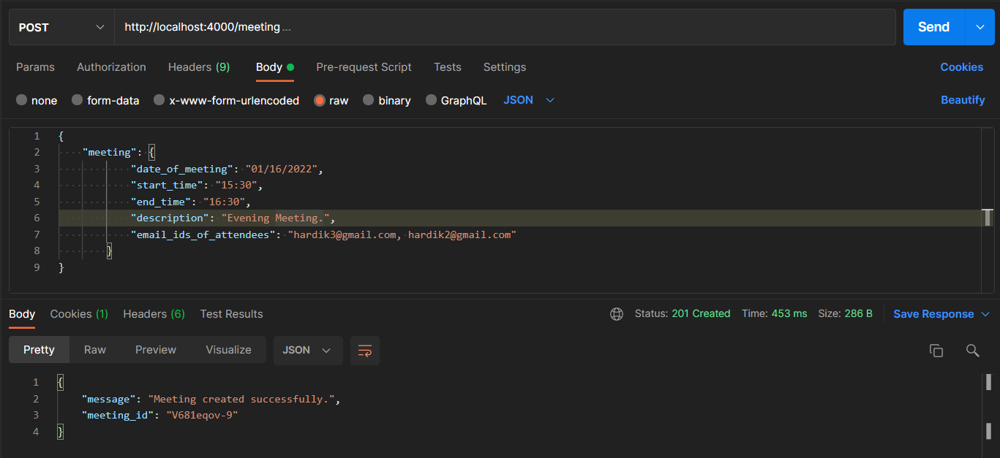 POST http://localhost:4000/meeting ... Send
Params Authorization Headers (9) Body Pre-request Script Tests Settings Cookies
none form-data x-www-form-urlencoded raw binary GraphQL JSON Beautify
1 {
2 "meeting": {
3 "date_of_meeting": "01/16/2022",
4 "start_time": "15:30",
5 "end_time": "16:30",
6 "description": "Evening Meeting.",
7 "email_ids_of_attendees": "hardik3@gmail.com, hardik2@gmail.com"
8 }
9 }
Body Cookies (1) Headers (6) Test Results Status: 201 Created Time: 453 ms Size: 286 B Save Response
Pretty Raw Preview Visualize JSON
1 {
2 "message": "Meeting created successfully.",
3 "meeting_id": "V681eqov-9"
4 }